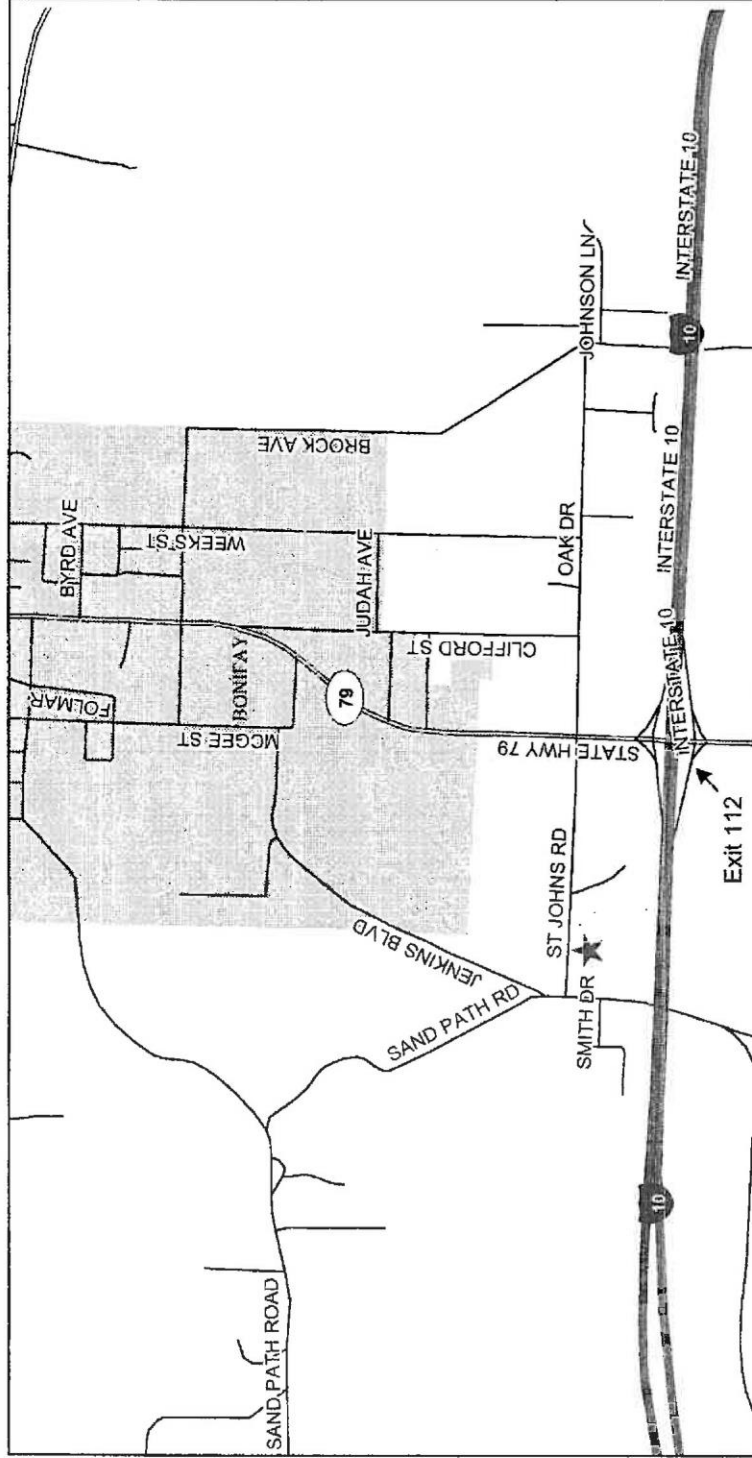 BYRD AVE
FOLMAR
WEEKS ST
BONIFAY
MCGEE ST
BROCK AVE
79
JUDAH AVE
CLIFFORD ST
JENKINS BLVD
SAND PATH RD
SAND PATH ROAD
STATE HWY 79
ST JOHNS RD
OAK DR
JOHNSON LN
SMITH DR
INTERSTATE 10
INTERSTATE 10
INTERSTATE 10
10
10
Exit 112